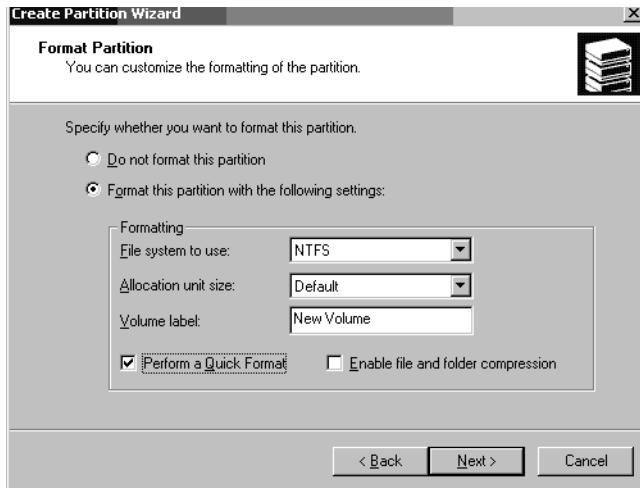 Create Partition Wizard
Format Partition
You can customize the formatting of the partition.
Specify whether you want to format this partition.
Do not format this partition
Format this partition with the following settings:
Formatting
File system to use: NTFS
Allocation unit size: Default
Volume label: New Volume
Perform a Quick Format Enable file and folder compression
< Back Next > Cancel